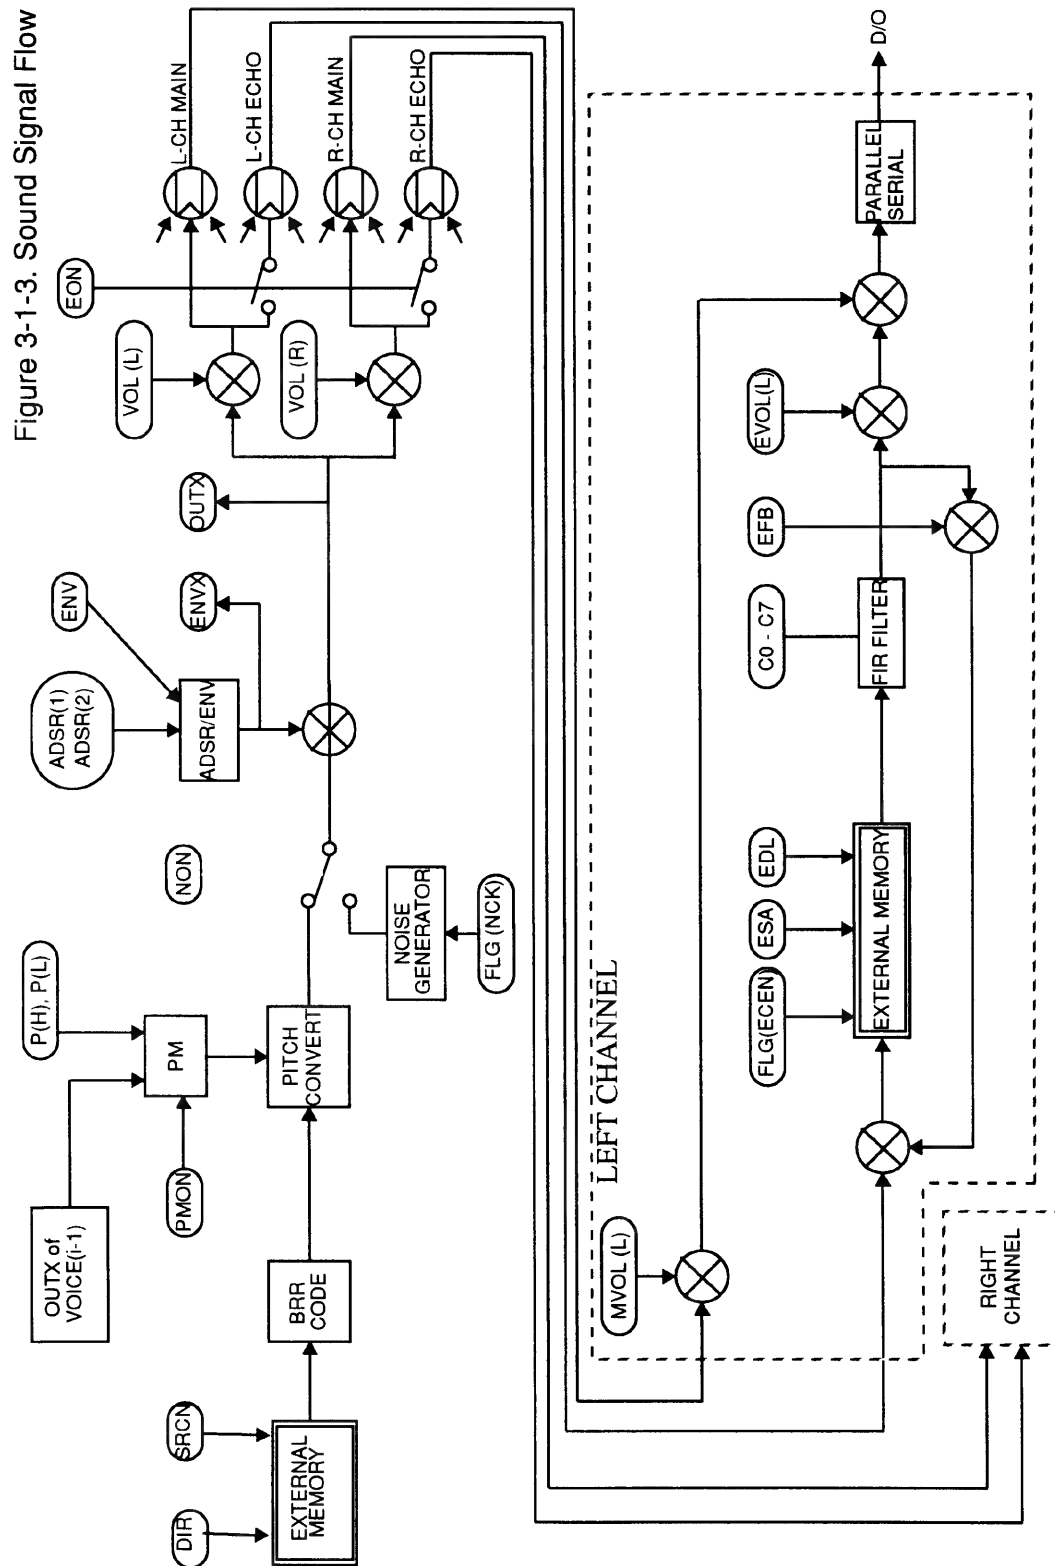 Figure 3-1-3. Sound Signal Flow
DIR
SRCN
EXTERNAL
MEMORY
BRR
CODE
OUTX of
VOICE(i-1)
PMON
P(H), P(L)
PM
PITCH
CONVERT
NON
NOISE
GENERATOR
FLG (NCK)
ADSR(1)
ADSR(2)
ENV
ADSR/ENV
ENVX
OUTX
VOL (L)
VOL (R)
EON
L-CH MAIN
L-CH ECHO
R-CH MAIN
R-CH ECHO
LEFT CHANNEL
MVOL (L)
FLG(ECEN)
ESA
EDL
EXTERNAL MEMORY
C0 - C7
FIR FILTER
EFB
EVOL(L)
PARALLEL
SERIAL
D/O
RIGHT
CHANNEL